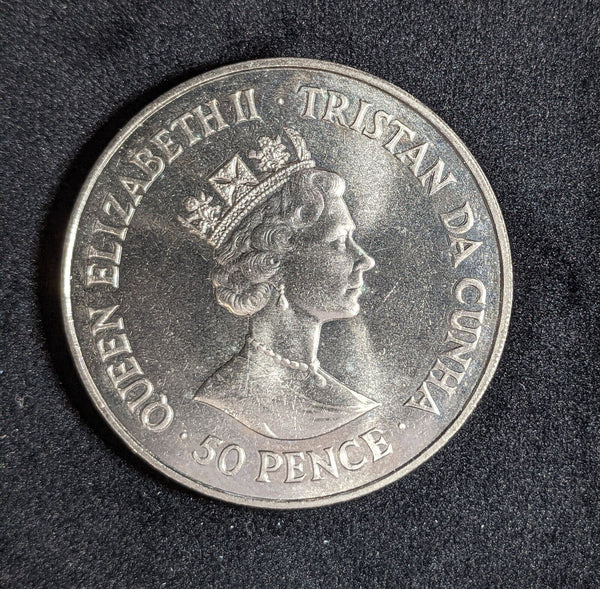 QUEEN ELIZABETH II · TRISTAN DA CUNHA
· 50 PENCE ·